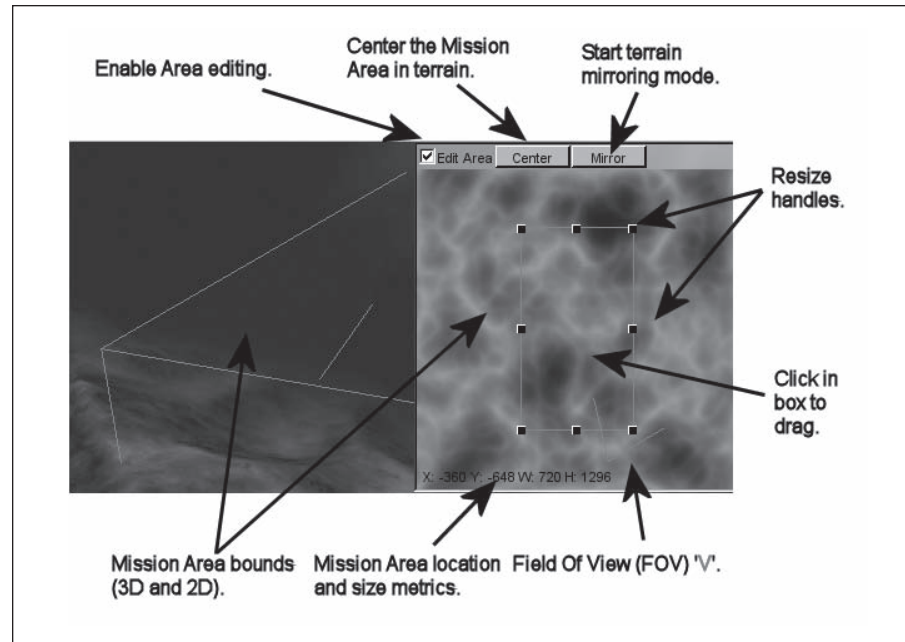 Enable Area editing.
Center the Mission
Area in terrain.
Start terrain
mirroring mode.
Edit Area
Center
Mirror
Resize
handles.
Click in
box to
drag.
X: -360 Y: -648 W: 720 H: 1296
Mission Area bounds
(3D and 2D).
Mission Area location
and size metrics.
Field Of View (FOV) 'V'.